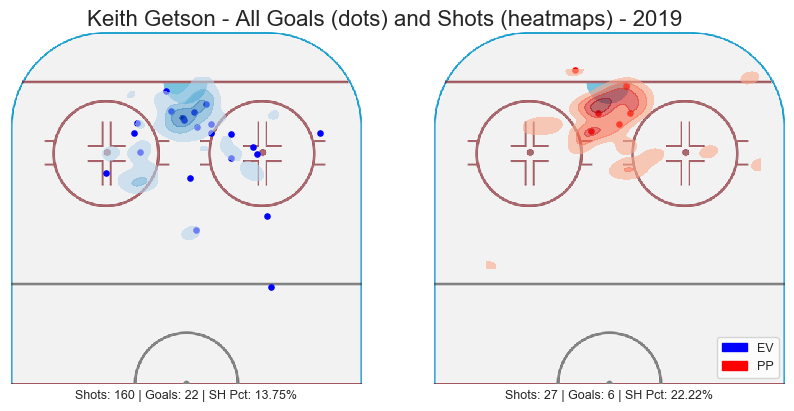 Keith Getson - All Goals (dots) and Shots (heatmaps) - 2019
EV
PP
Shots: 160 | Goals: 22 | SH Pct: 13.75%
Shots: 27 | Goals: 6 | SH Pct: 22.22%